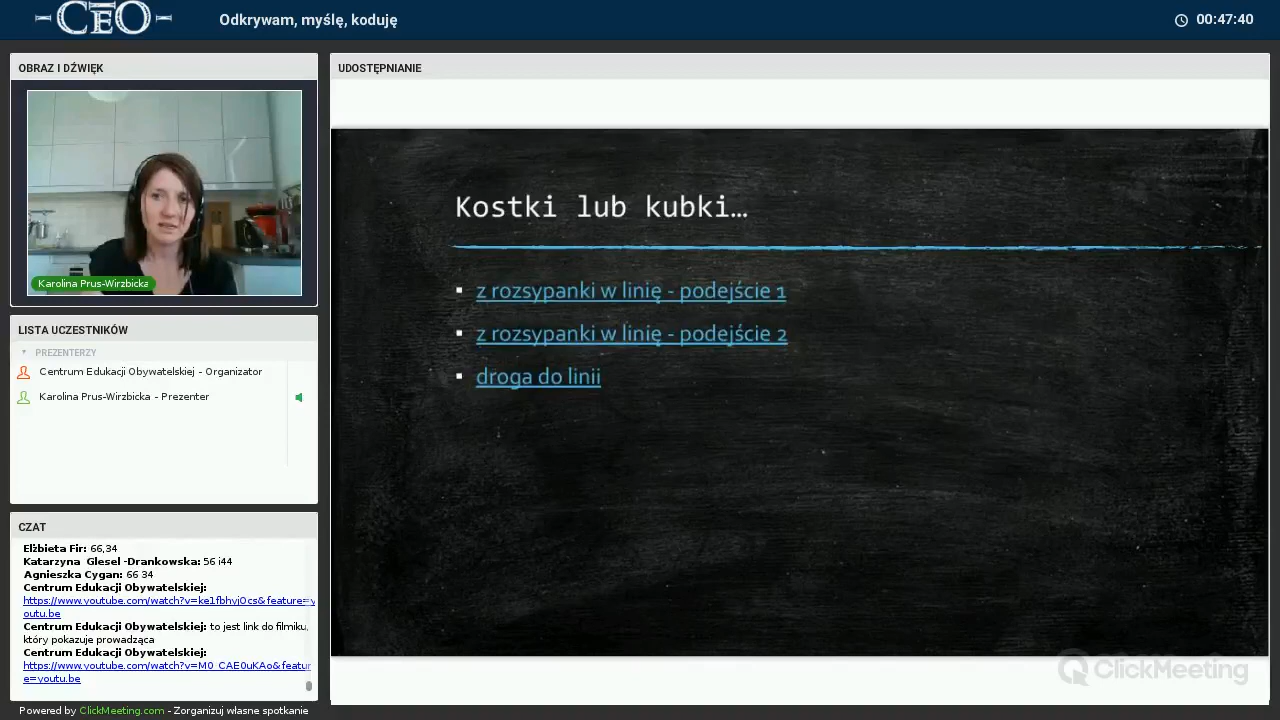 CEO
Odkrywam, myślę, koduję
00:47:40
OBRAZ I DŹWIĘK
Karolina Prus-Wirzbicka
LISTA UCZESTNIKÓW
PREZENTERZY
Centrum Edukacji Obywatelskiej - Organizator
Karolina Prus-Wirzbicka - Prezenter
CZAT
Elżbieta Fir: 66,34
Katarzyna Glesel -Drankowska: 56 i44
Agnieszka Cygan: 66 34
Centrum Edukacji Obywatelskiej:
https://www.youtube.com/watch?v=ke1fbhyj0cs&feature=y
outu.be
Centrum Edukacji Obywatelskiej: to jest link do filmiku,
który pokazuje prowadząca
Centrum Edukacji Obywatelskiej:
https://www.youtube.com/watch?v=M0_CAE0uKAo&featur
e=youtu.be
Powered by ClickMeeting.com - Zorganizuj własne spotkanie
UDOSTĘPNIANIE
Kostki lub kubki…
▪ z rozsypanki w linię - podejście 1
▪ z rozsypanki w linię - podejście 2
▪ droga do linii
ClickMeeting